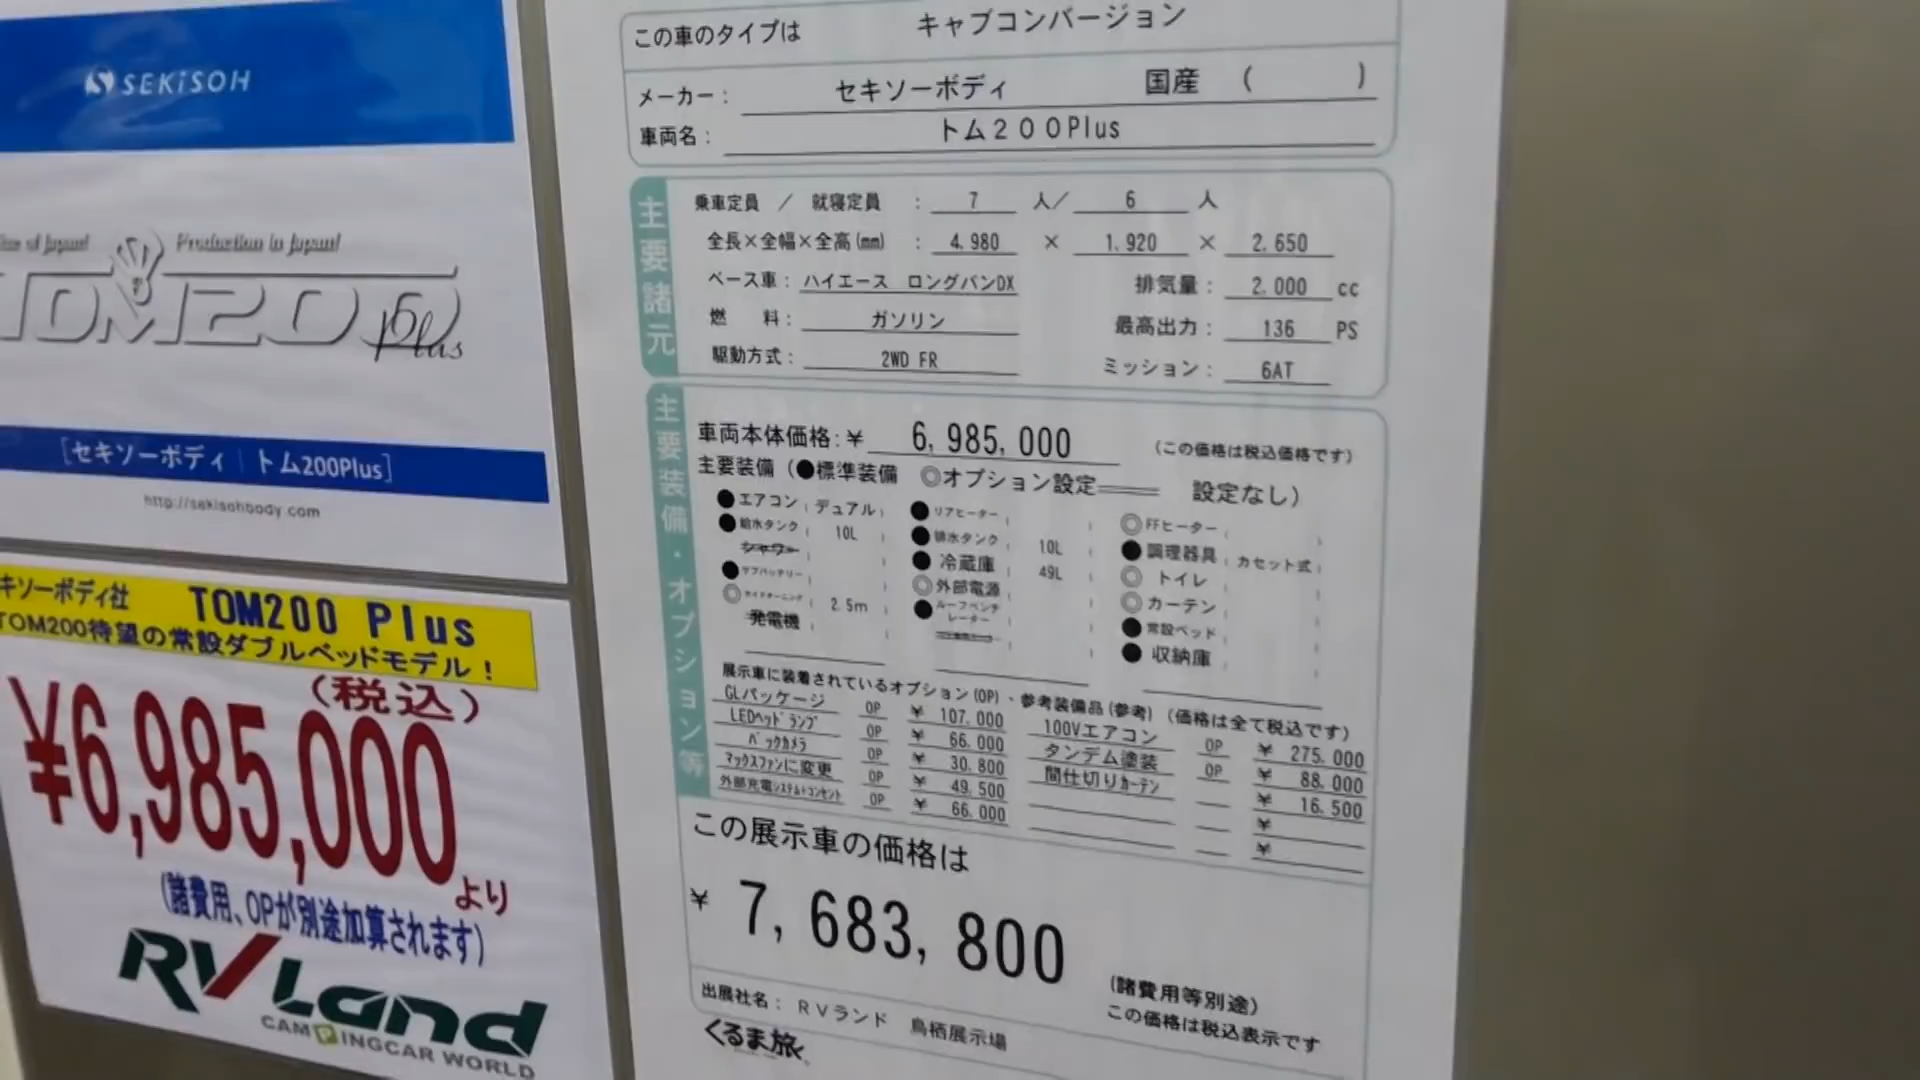 SEKiSOH
of Japan! Production in Japan!
TOM200 Plus
[セキソーボディ｜トム200Plus]
http://sekisohbody.com
キソーボディ社 TOM200 Plus
TOM200待望の常設ダブルベッドモデル！
(税込)
¥6,985,000より
(諸費用、OPが別途加算されます)
RV Land
CAMPINGCAR WORLD
この車のタイプは キャブコンバージョン
メーカー： セキソーボディ 国産 ( )
車両名： トム200Plus
主要諸元
乗車定員 ／ 就寝定員 ： 7 人／ 6 人
全長×全幅×全高(mm) ： 4.980 × 1.920 × 2.650
ベース車： ハイエース ロングバンDX 排気量： 2.000 cc
燃 料： ガソリン 最高出力： 136 PS
駆動方式： 2WD FR ミッション： 6AT
主要装備・オプション等
車両本体価格：¥ 6,985,000 (この価格は税込価格です)
主要装備 (●標準装備 ◎オプション設定 設定なし)
●エアコン デュアル ●リアヒーター ◎FFヒーター
●給水タンク 10L ●排水タンク 10L ●調理器具 カセット式
シャワー ●冷蔵庫 49L ◎トイレ
●サブバッテリー ◎外部電源 ◎カーテン
◎サイドオーニング 2.5m ●ルーフベンチレーター ●常設ベッド
発電機 ●収納庫
展示車に装着されているオプション(OP)、参考装備品(参考) (価格は全て税込です)
GLパッケージ OP ¥ 107.000 100Vエアコン OP ¥ 275.000
LEDヘッドランプ OP ¥ 66.000 タンデム塗装 OP ¥ 88.000
バックカメラ OP ¥ 30.800 間仕切りカーテン ¥ 16.500
マックスファンに変更 OP ¥ 49.500 ¥
外部充電システム+コンセント OP ¥ 66.000 ¥
この展示車の価格は
¥ 7,683,800
(諸費用等別途)
この価格は税込表示です
出展社名： RVランド 鳥栖展示場
くるま旅